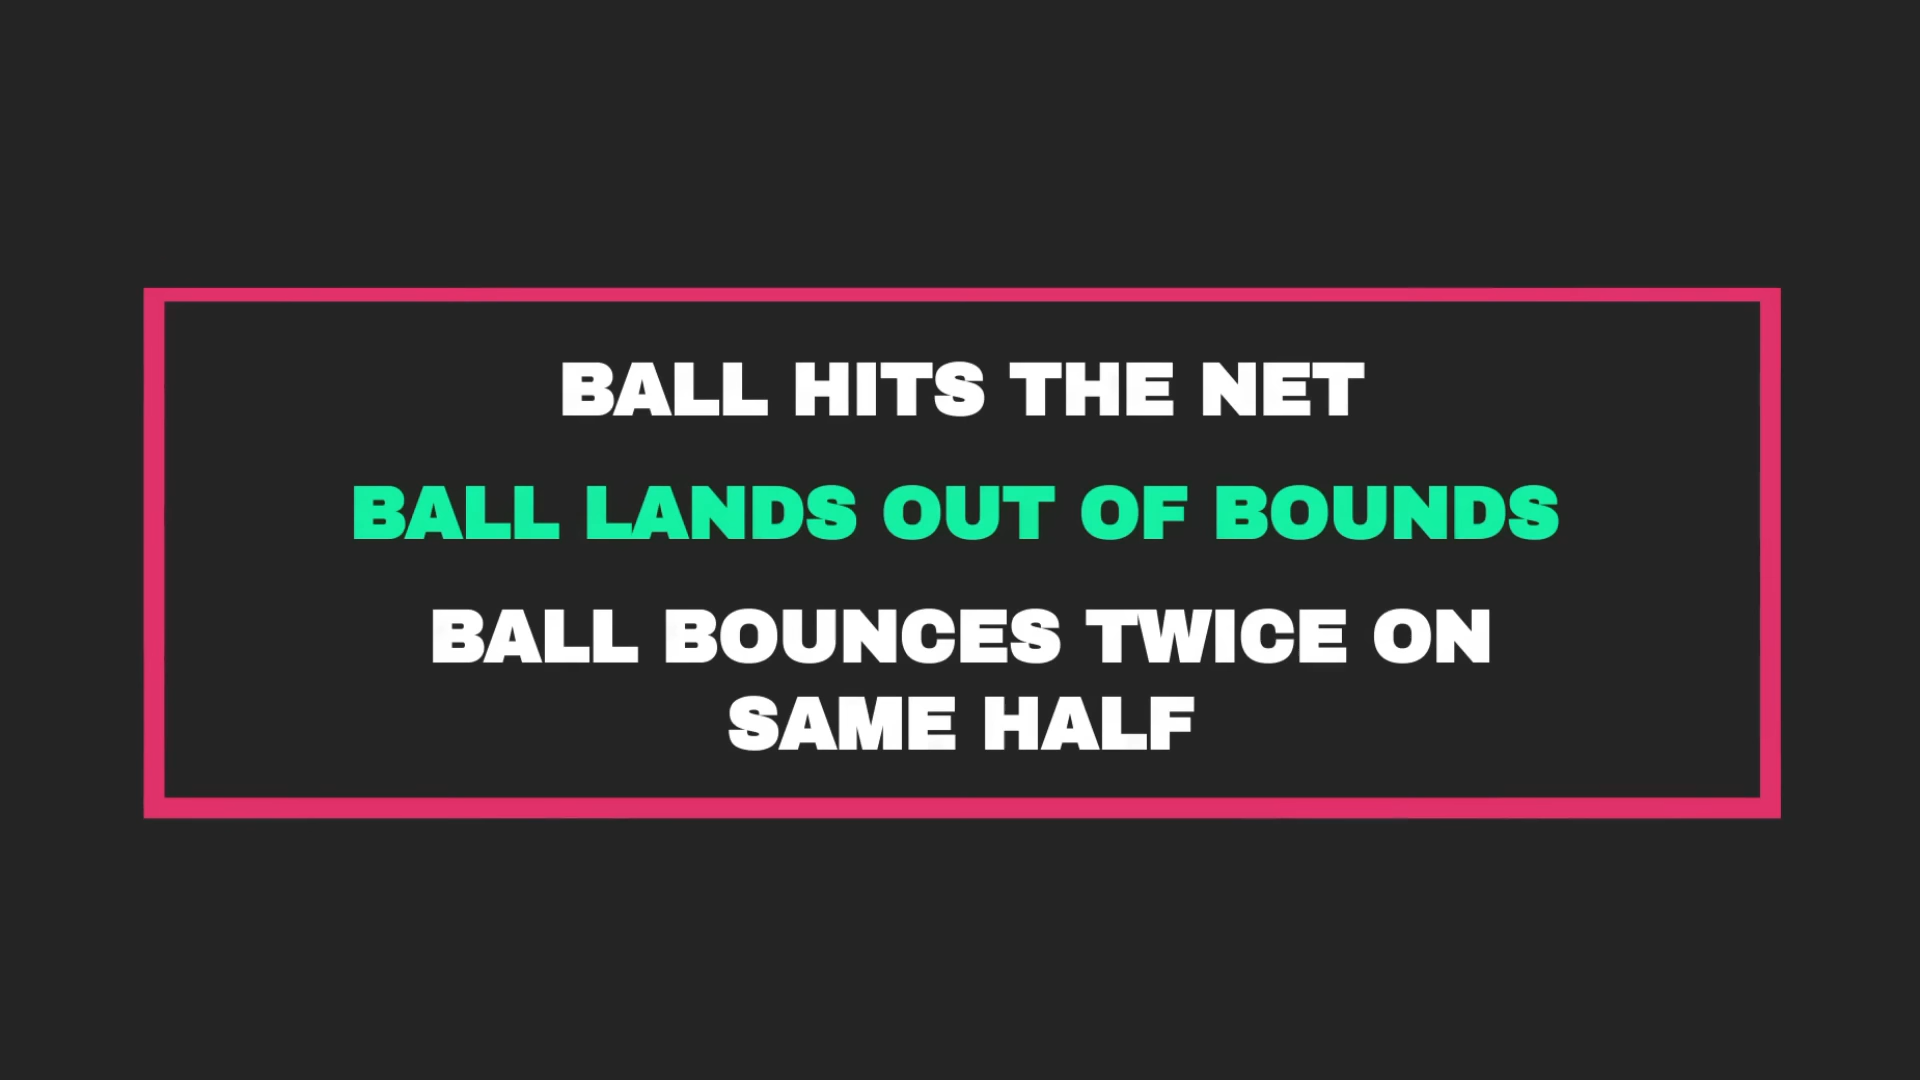 BALL HITS THE NET
BALL LANDS OUT OF BOUNDS
BALL BOUNCES TWICE ON
SAME HALF